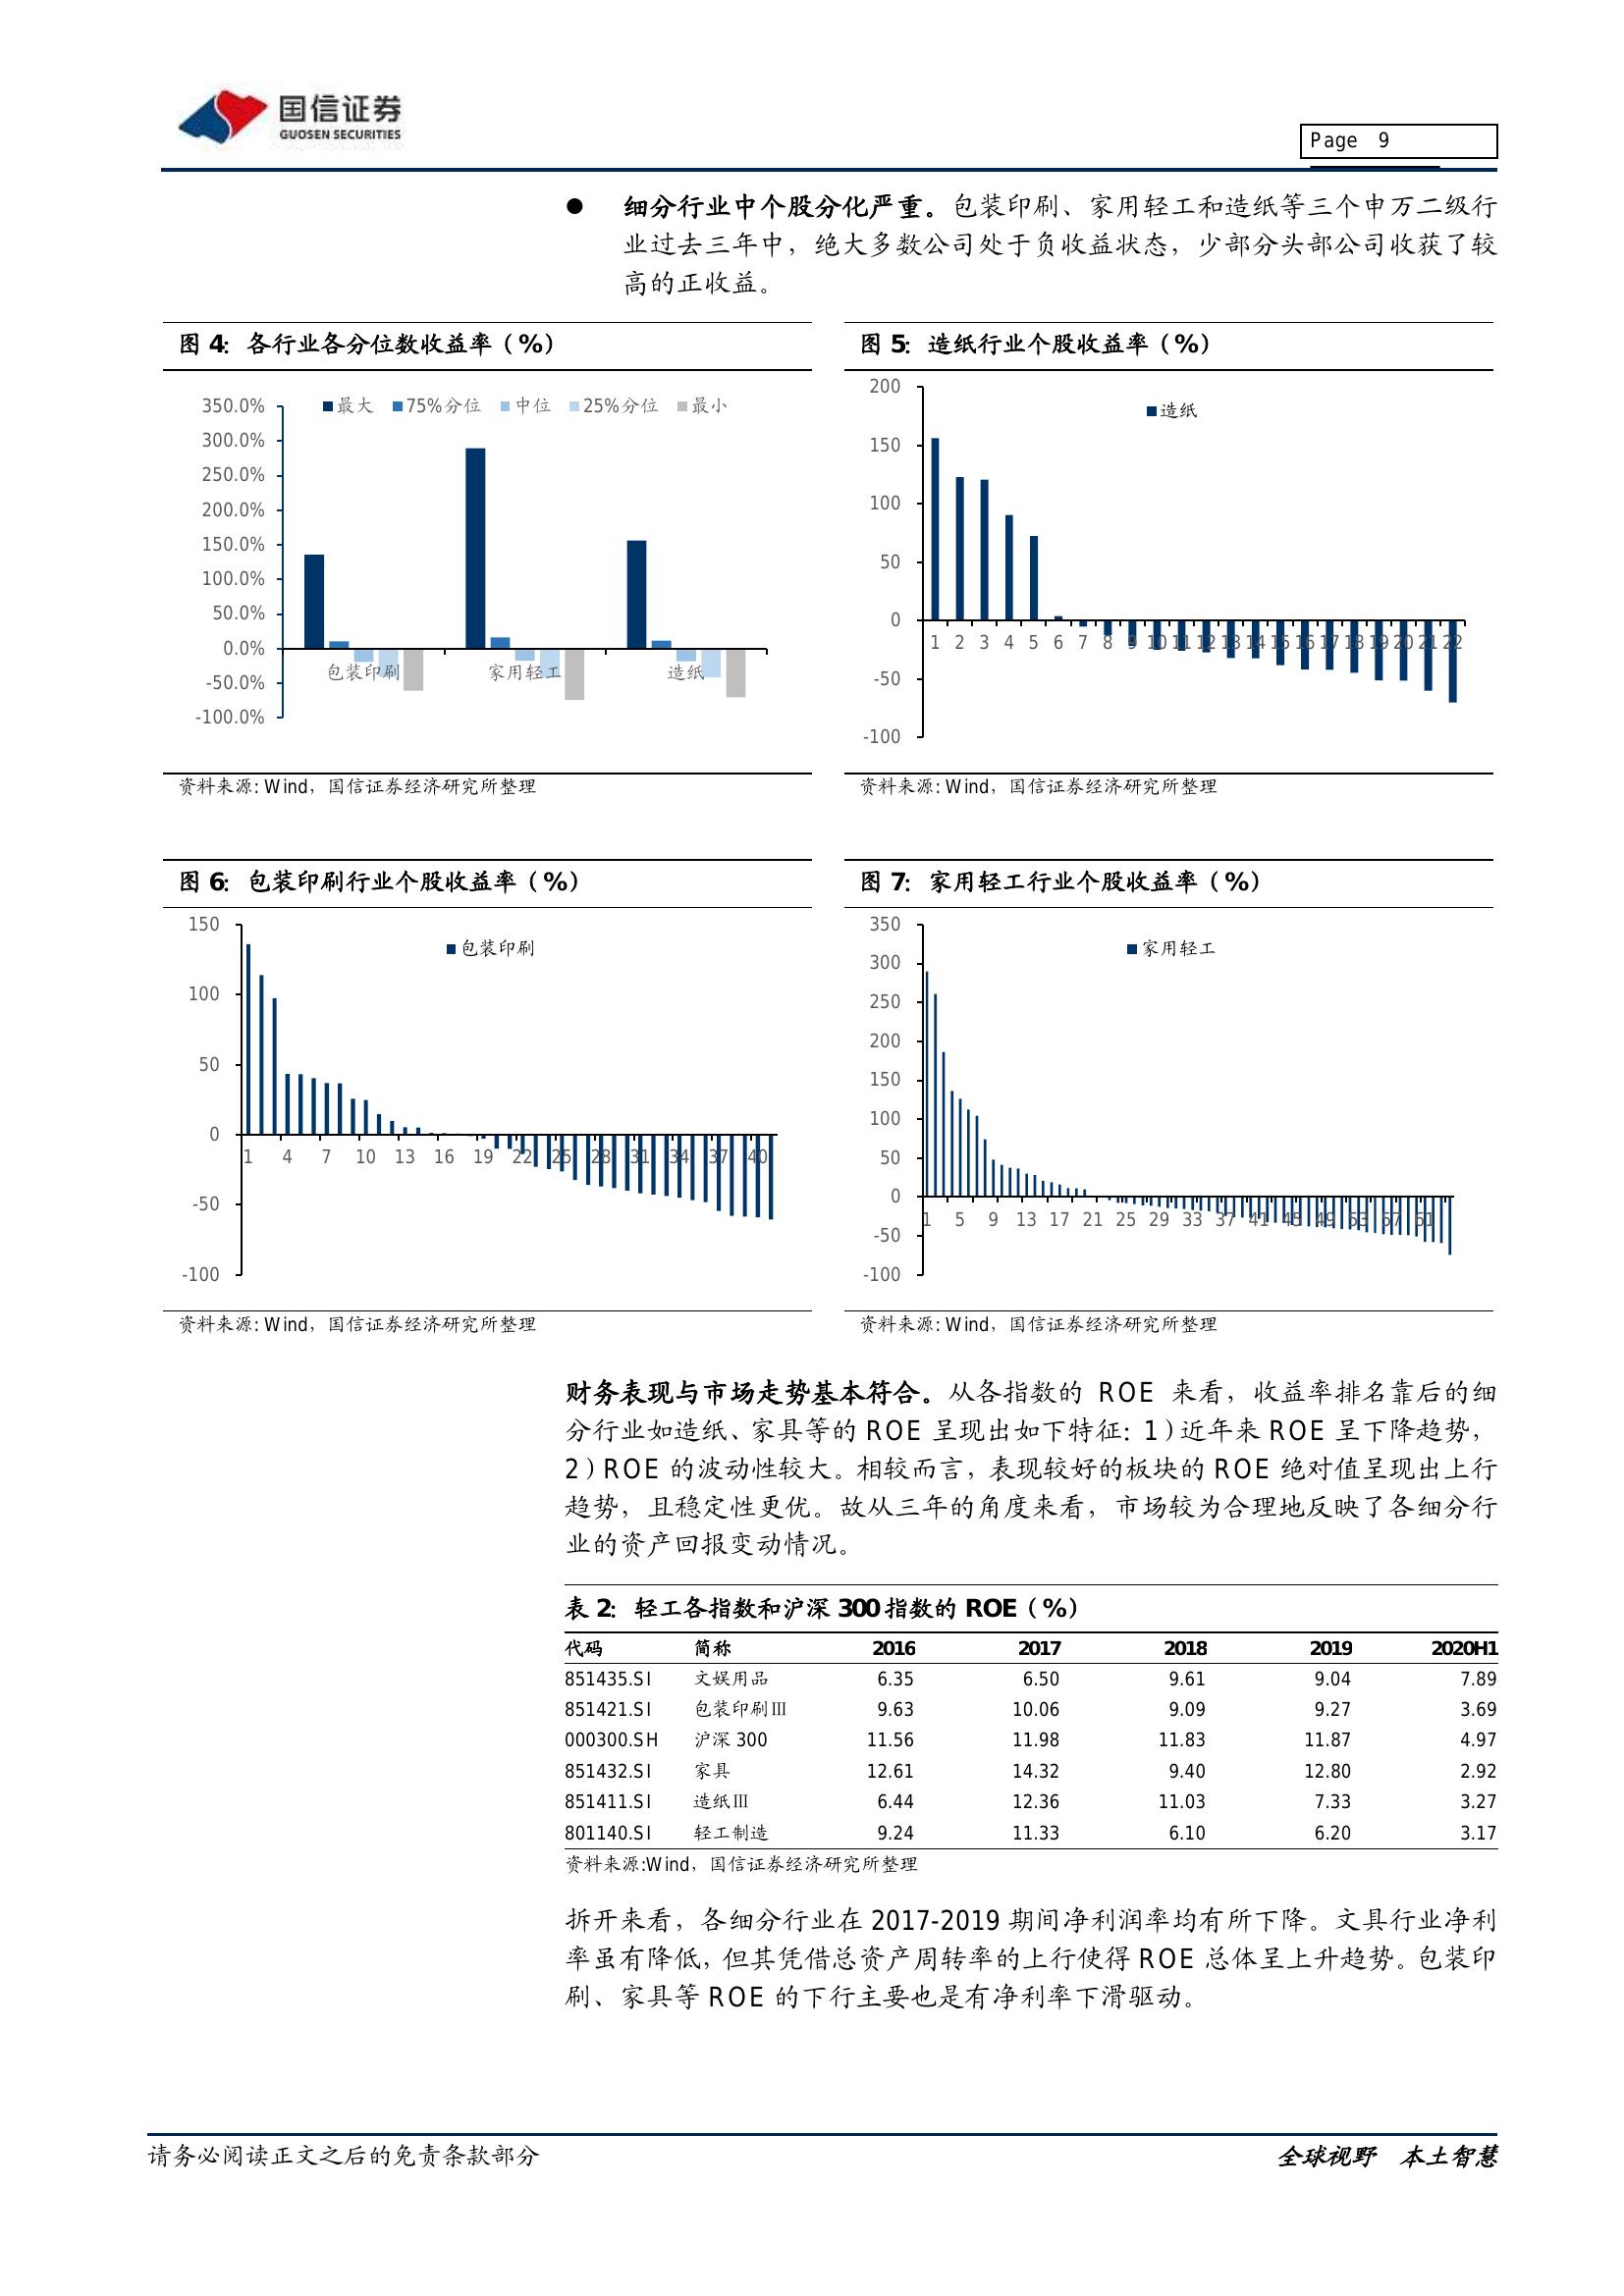 国信证券
GUOSEN SECURITIES
Page 9
● 细分行业中个股分化严重。包装印刷、家用轻工和造纸等三个申万二级行
业过去三年中，绝大多数公司处于负收益状态，少部分头部公司收获了较
高的正收益。
图 4：各行业各分位数收益率（%）
最大 75%分位 中位 25%分位 最小
350.0%
300.0%
250.0%
200.0%
150.0%
100.0%
50.0%
0.0%
-50.0%
-100.0%
包装印刷 家用轻工 造纸
资料来源: Wind，国信证券经济研究所整理
图 5：造纸行业个股收益率（%）
造纸
200
150
100
50
0
-50
-100
1 2 3 4 5 6 7 8 9 10 11 12 13 14 15 16 17 18 19 20 21 22
资料来源: Wind，国信证券经济研究所整理
图 6：包装印刷行业个股收益率（%）
包装印刷
150
100
50
0
-50
-100
1 4 7 10 13 16 19 22 25 28 31 34 37 40
资料来源: Wind，国信证券经济研究所整理
图 7：家用轻工行业个股收益率（%）
家用轻工
350
300
250
200
150
100
50
0
-50
-100
1 5 9 13 17 21 25 29 33 37 41 45 49 53 57 61
资料来源: Wind，国信证券经济研究所整理
财务表现与市场走势基本符合。从各指数的 ROE 来看，收益率排名靠后的细
分行业如造纸、家具等的 ROE 呈现出如下特征：1）近年来 ROE 呈下降趋势，
2）ROE 的波动性较大。相较而言，表现较好的板块的 ROE 绝对值呈现出上行
趋势，且稳定性更优。故从三年的角度来看，市场较为合理地反映了各细分行
业的资产回报变动情况。
表 2：轻工各指数和沪深 300 指数的 ROE（%）
代码 简称 2016 2017 2018 2019 2020H1
851435.SI 文娱用品 6.35 6.50 9.61 9.04 7.89
851421.SI 包装印刷Ⅲ 9.63 10.06 9.09 9.27 3.69
000300.SH 沪深 300 11.56 11.98 11.83 11.87 4.97
851432.SI 家具 12.61 14.32 9.40 12.80 2.92
851411.SI 造纸Ⅲ 6.44 12.36 11.03 7.33 3.27
801140.SI 轻工制造 9.24 11.33 6.10 6.20 3.17
资料来源:Wind，国信证券经济研究所整理
拆开来看，各细分行业在 2017-2019 期间净利润率均有所下降。文具行业净利
率虽有降低，但其凭借总资产周转率的上行使得 ROE 总体呈上升趋势。包装印
刷、家具等 ROE 的下行主要也是有净利率下滑驱动。
请务必阅读正文之后的免责条款部分
全球视野 本土智慧